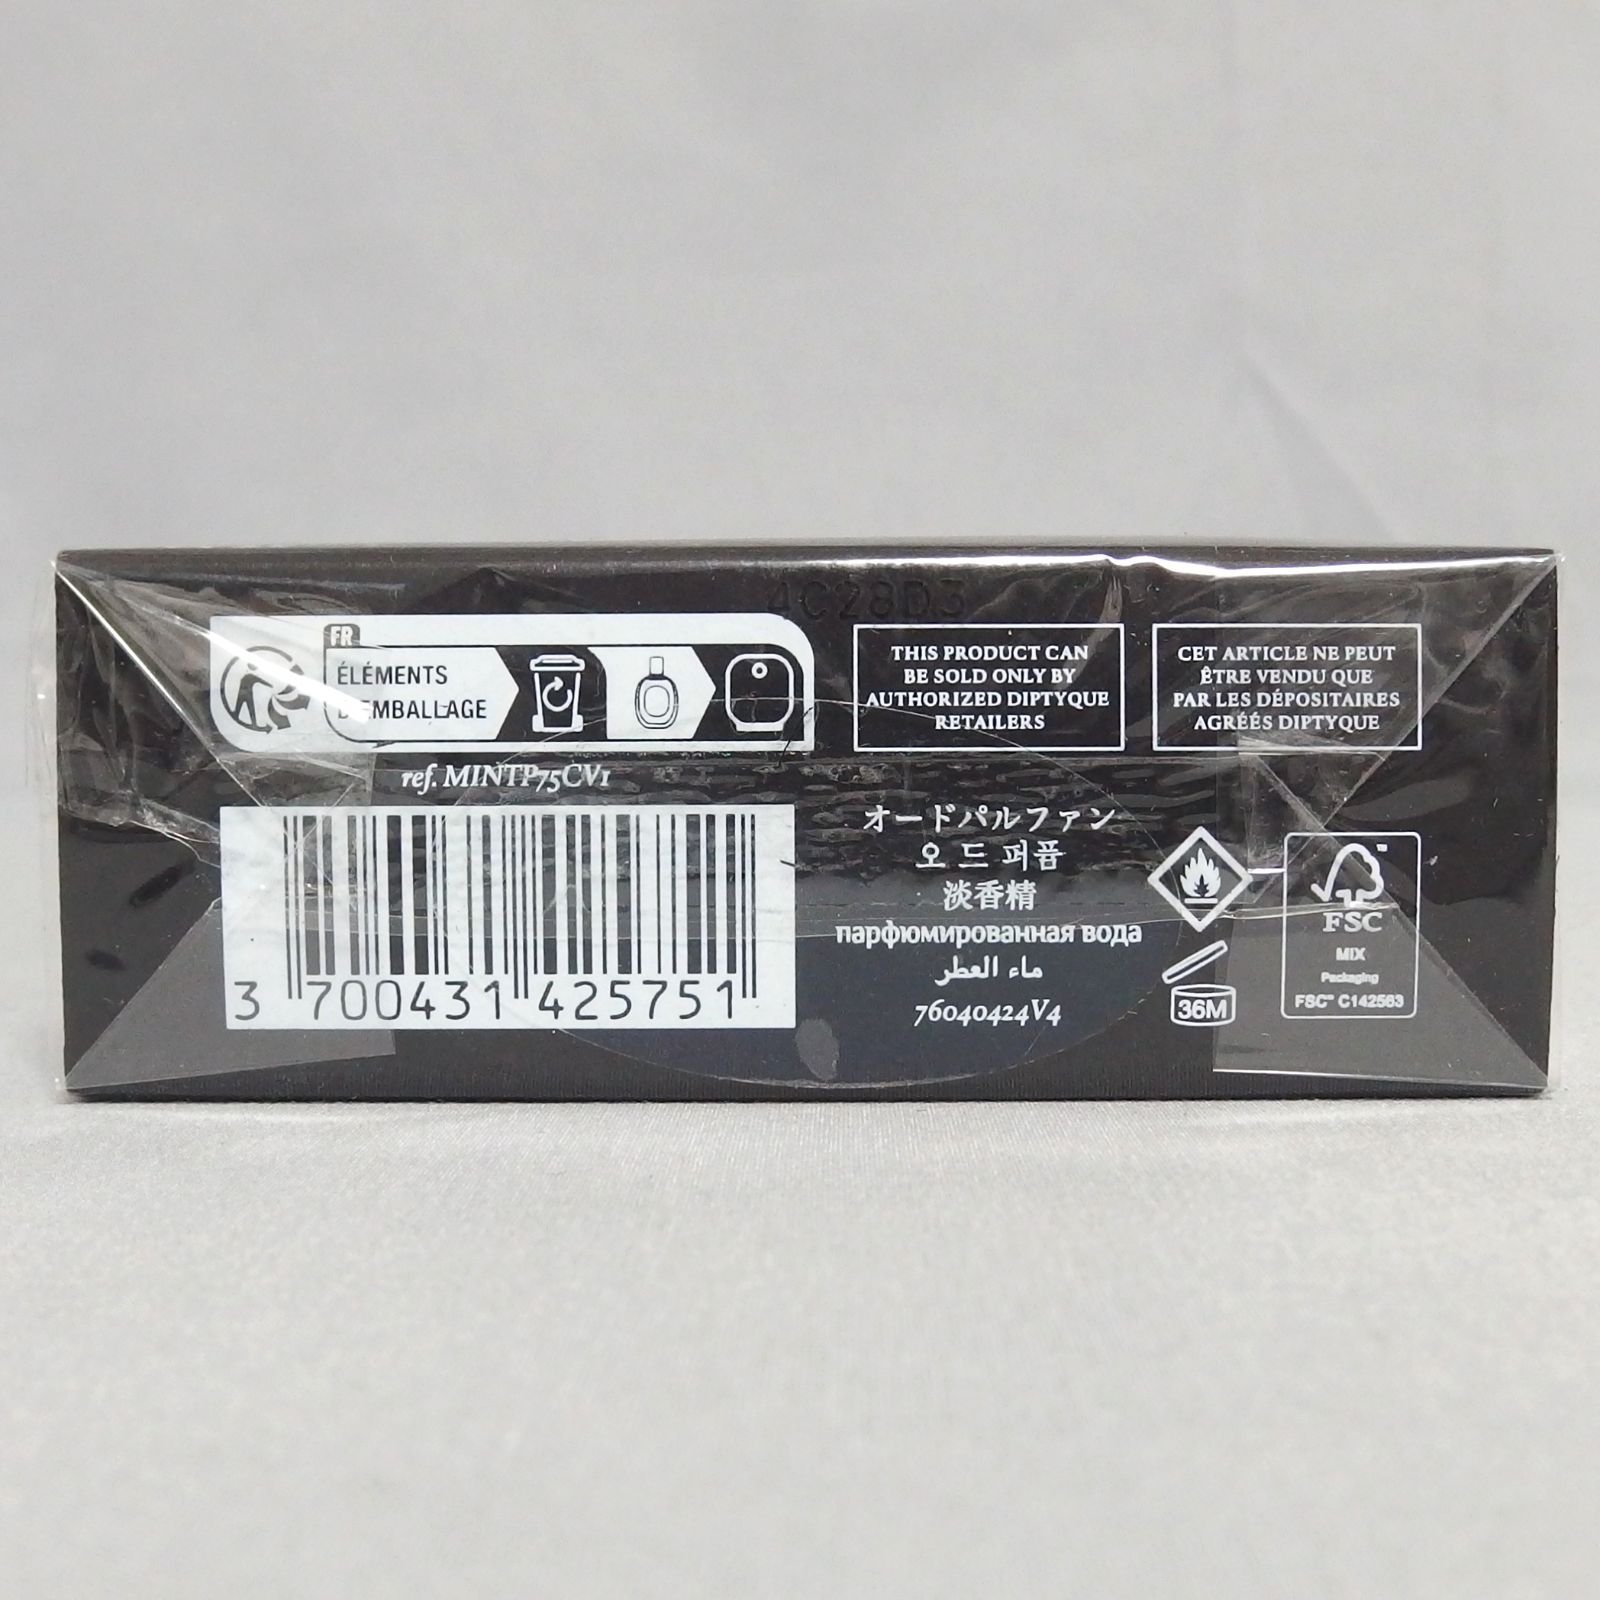 4C28D3
FR
ÉLÉMENTS
D'EMBALLAGE
THIS PRODUCT CAN
BE SOLD ONLY BY
AUTHORIZED DIPTYQUE
RETAILERS
CET ARTICLE NE PEUT
ÊTRE VENDU QUE
PAR LES DÉPOSITAIRES
AGRÉÉS DIPTYQUE
ref. MINTP75CV1
3 700431 425751
オードパルファン
오 드 퍼퓸
淡香精
парфюмированная вода
ماء العطر
76040424V4
36M
FSC
MIX
Packaging
FSC™ C142563